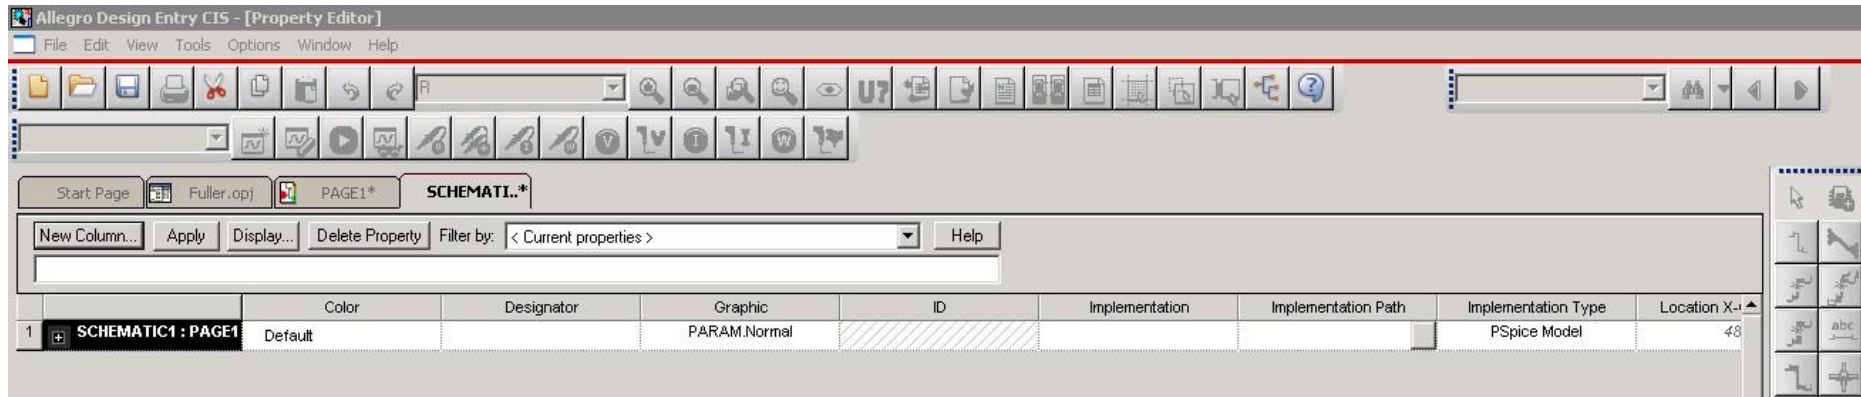 Allegro Design Entry CIS - [Property Editor]
File Edit View Tools Options Window Help
R
U?
Start Page Fuller.opj PAGE1* SCHEMATI..*
New Column... Apply Display... Delete Property Filter by: < Current properties > Help
Color Designator Graphic ID Implementation Implementation Path Implementation Type Location X-
1 SCHEMATIC1 : PAGE1 Default PARAM.Normal PSpice Model 48
abc